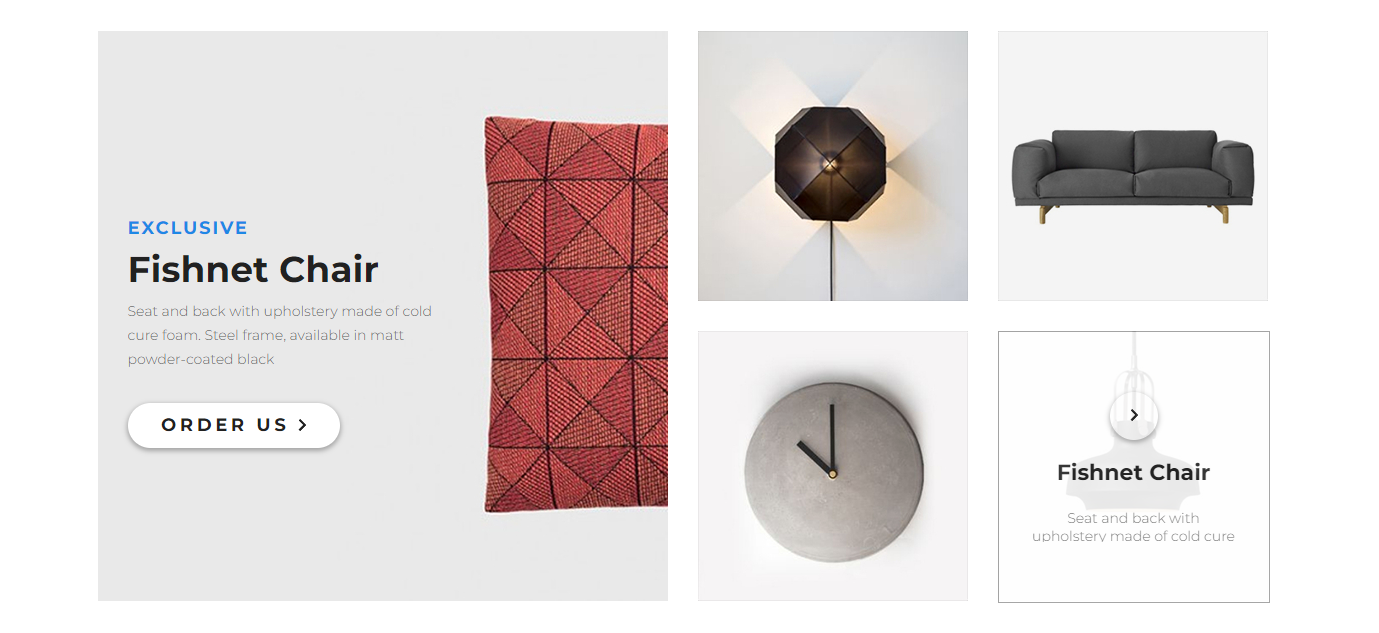 EXCLUSIVE
Fishnet Chair
Seat and back with upholstery made of cold
cure foam. Steel frame, available in matt
powder-coated black
ORDER US
Fishnet Chair
Seat and back with
upholstery made of cold cure